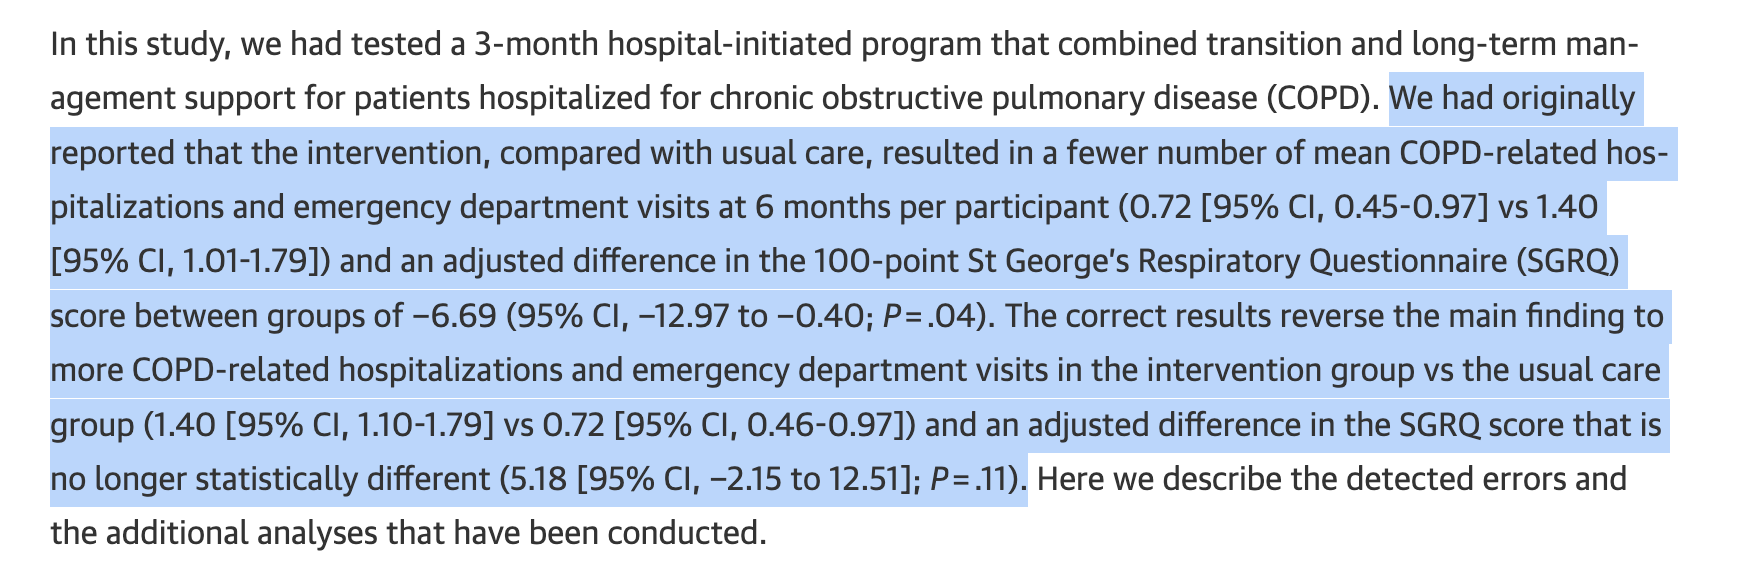 In this study, we had tested a 3-month hospital-initiated program that combined transition and long-term man-
agement support for patients hospitalized for chronic obstructive pulmonary disease (COPD). We had originally
reported that the intervention, compared with usual care, resulted in a fewer number of mean COPD-related hos-
pitalizations and emergency department visits at 6 months per participant (0.72 [95% CI, 0.45-0.97] vs 1.40
[95% CI, 1.01-1.79]) and an adjusted difference in the 100-point St George’s Respiratory Questionnaire (SGRQ)
score between groups of −6.69 (95% CI, −12.97 to −0.40; P = .04). The correct results reverse the main finding to
more COPD-related hospitalizations and emergency department visits in the intervention group vs the usual care
group (1.40 [95% CI, 1.10-1.79] vs 0.72 [95% CI, 0.46-0.97]) and an adjusted difference in the SGRQ score that is
no longer statistically different (5.18 [95% CI, −2.15 to 12.51]; P = .11). Here we describe the detected errors and
the additional analyses that have been conducted.